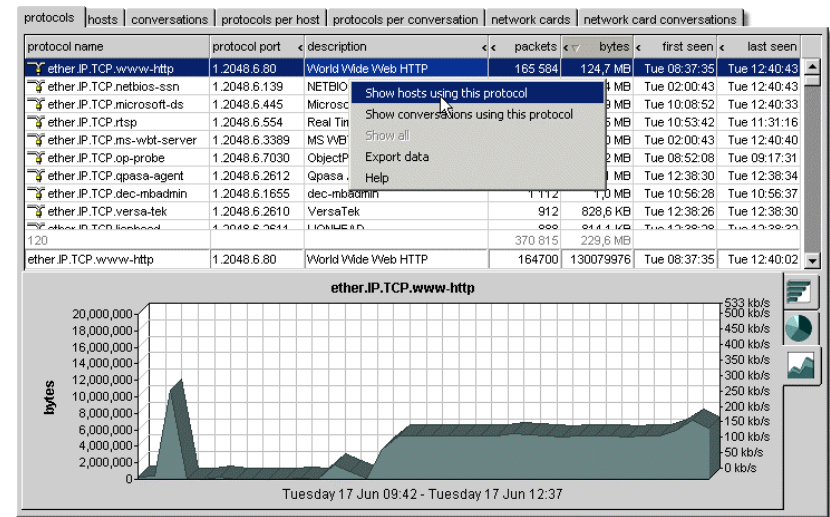 protocols hosts conversations protocols per host protocols per conversation network cards network card conversations
protocol name protocol port < description < < packets < bytes < first seen < last seen
ether.IP.TCP.www-http 1.2048.6.80 World Wide Web HTTP 165 584 124,7 MB Tue 08:37:35 Tue 12:40:43
ether.IP.TCP.netbios-ssn 1.2048.6.139 NETBIO MB Tue 02:00:43 Tue 12:40:43
Show hosts using this protocol
ether.IP.TCP.microsoft-ds 1.2048.6.445 Microso MB Tue 10:08:52 Tue 12:40:33
Show conversations using this protocol
ether.IP.TCP.rtsp 1.2048.6.554 Real Tim MB Tue 10:53:42 Tue 11:31:16
Show all
ether.IP.TCP.ms-wbt-server 1.2048.6.3389 MS WB MB Tue 02:00:43 Tue 12:40:40
Export data
ether.IP.TCP.op-probe 1.2048.6.7030 ObjectP MB Tue 08:52:08 Tue 09:17:31
Help
ether.IP.TCP.qpasa-agent 1.2048.6.2612 Qpasa MB Tue 12:38:30 Tue 12:38:34
ether.IP.TCP.dec-mbadmin 1.2048.6.1655 dec-mbadmin 1 112 1,0 MB Tue 10:56:28 Tue 10:56:37
ether.IP.TCP.versa-tek 1.2048.6.2610 VersaTek 912 828,6 KB Tue 12:38:26 Tue 12:38:30
120 370 815 229,6 MB
ether.IP.TCP.www-http 1.2048.6.80 World Wide Web HTTP 164700 130079976 Tue 08:37:35 Tue 12:40:02
ether.IP.TCP.www-http
bytes
20,000,000
18,000,000
16,000,000
14,000,000
12,000,000
10,000,000
8,000,000
6,000,000
4,000,000
2,000,000
0
533 kb/s
500 kb/s
450 kb/s
400 kb/s
350 kb/s
300 kb/s
250 kb/s
200 kb/s
150 kb/s
100 kb/s
50 kb/s
0 kb/s
Tuesday 17 Jun 09:42 - Tuesday 17 Jun 12:37